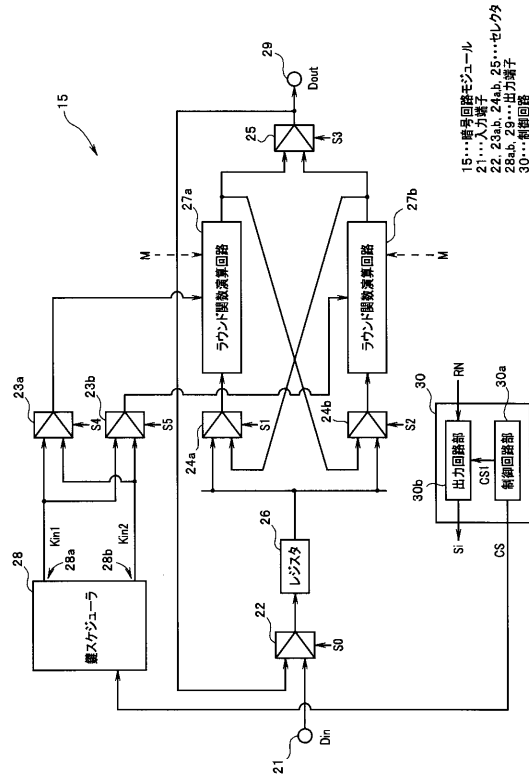 15
28
鍵スケジューラ
28a
Kin1
28b
Kin2
23a
S4
23b
S5
M
27a
ラウンド関数演算回路
24a
S1
25
S3
29
Dout
27b
ラウンド関数演算回路
M
24b
S2
26
レジスタ
22
S0
21
Din
30
30b
出力回路部
RN
Si
CS1
制御回路部
30a
CS
15…暗号回路モジュール
21…入力端子
22, 23a,b, 24a,b, 25…セレクタ
28a,b, 29…出力端子
30…制御回路